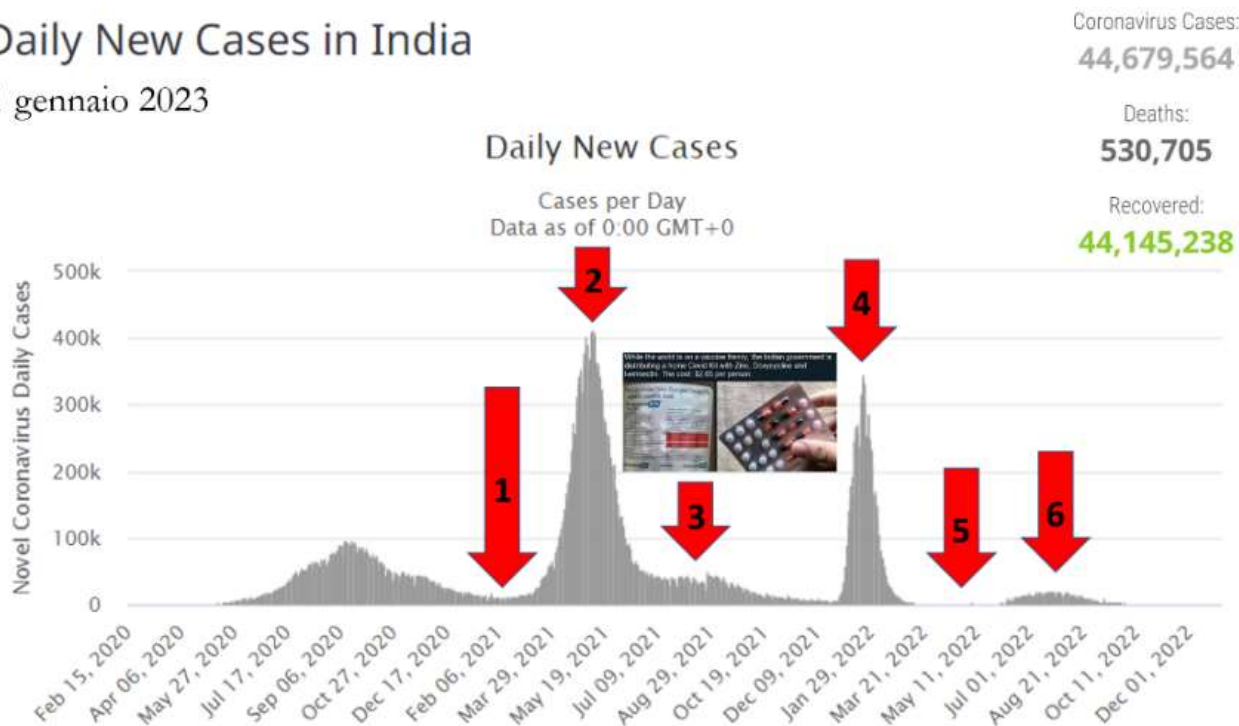 Daily New Cases in India
gennaio 2023
Coronavirus Cases:
44,679,564
Deaths:
530,705
Recovered:
44,145,238
Daily New Cases
Cases per Day
Data as of 0:00 GMT+0
Novel Coronavirus Daily Cases
500k
400k
300k
200k
100k
0
1
2
While the world is on a vaccine frenzy, the Indian government is
distributing a home Covid Kit with Zinc, Doxycycline and
Ivermectin. The cost: $2.65 per person.
3
4
5
6
Feb 15, 2020
Apr 06, 2020
May 27, 2020
Jul 17, 2020
Sep 06, 2020
Oct 27, 2020
Dec 17, 2020
Feb 06, 2021
Mar 29, 2021
May 19, 2021
Jul 09, 2021
Aug 29, 2021
Oct 19, 2021
Dec 09, 2021
Jan 29, 2022
Mar 21, 2022
May 11, 2022
Jul 01, 2022
Aug 21, 2022
Oct 11, 2022
Dec 01, 2022